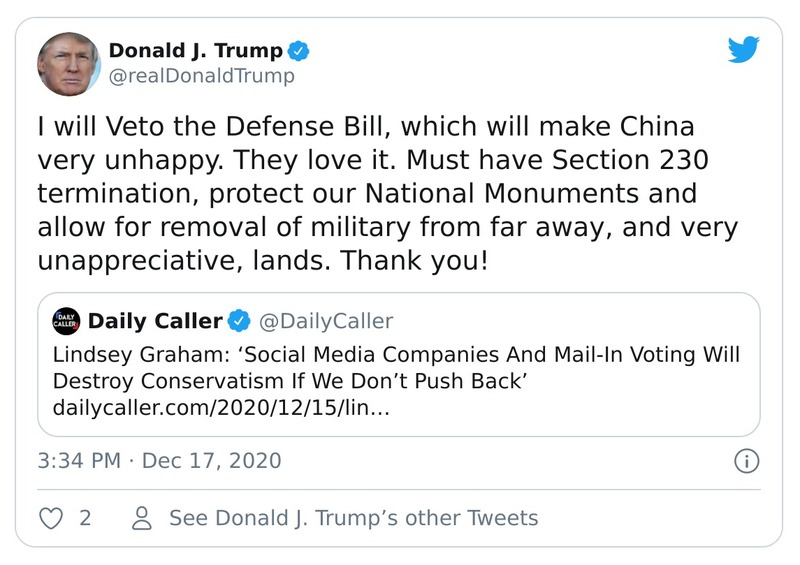 Donald J. Trump
@realDonaldTrump
I will Veto the Defense Bill, which will make China
very unhappy. They love it. Must have Section 230
termination, protect our National Monuments and
allow for removal of military from far away, and very
unappreciative, lands. Thank you!
DAILY
CALLER
Daily Caller @DailyCaller
Lindsey Graham: ‘Social Media Companies And Mail-In Voting Will
Destroy Conservatism If We Don’t Push Back’
dailycaller.com/2020/12/15/lin…
3:34 PM · Dec 17, 2020
2 See Donald J. Trump’s other Tweets